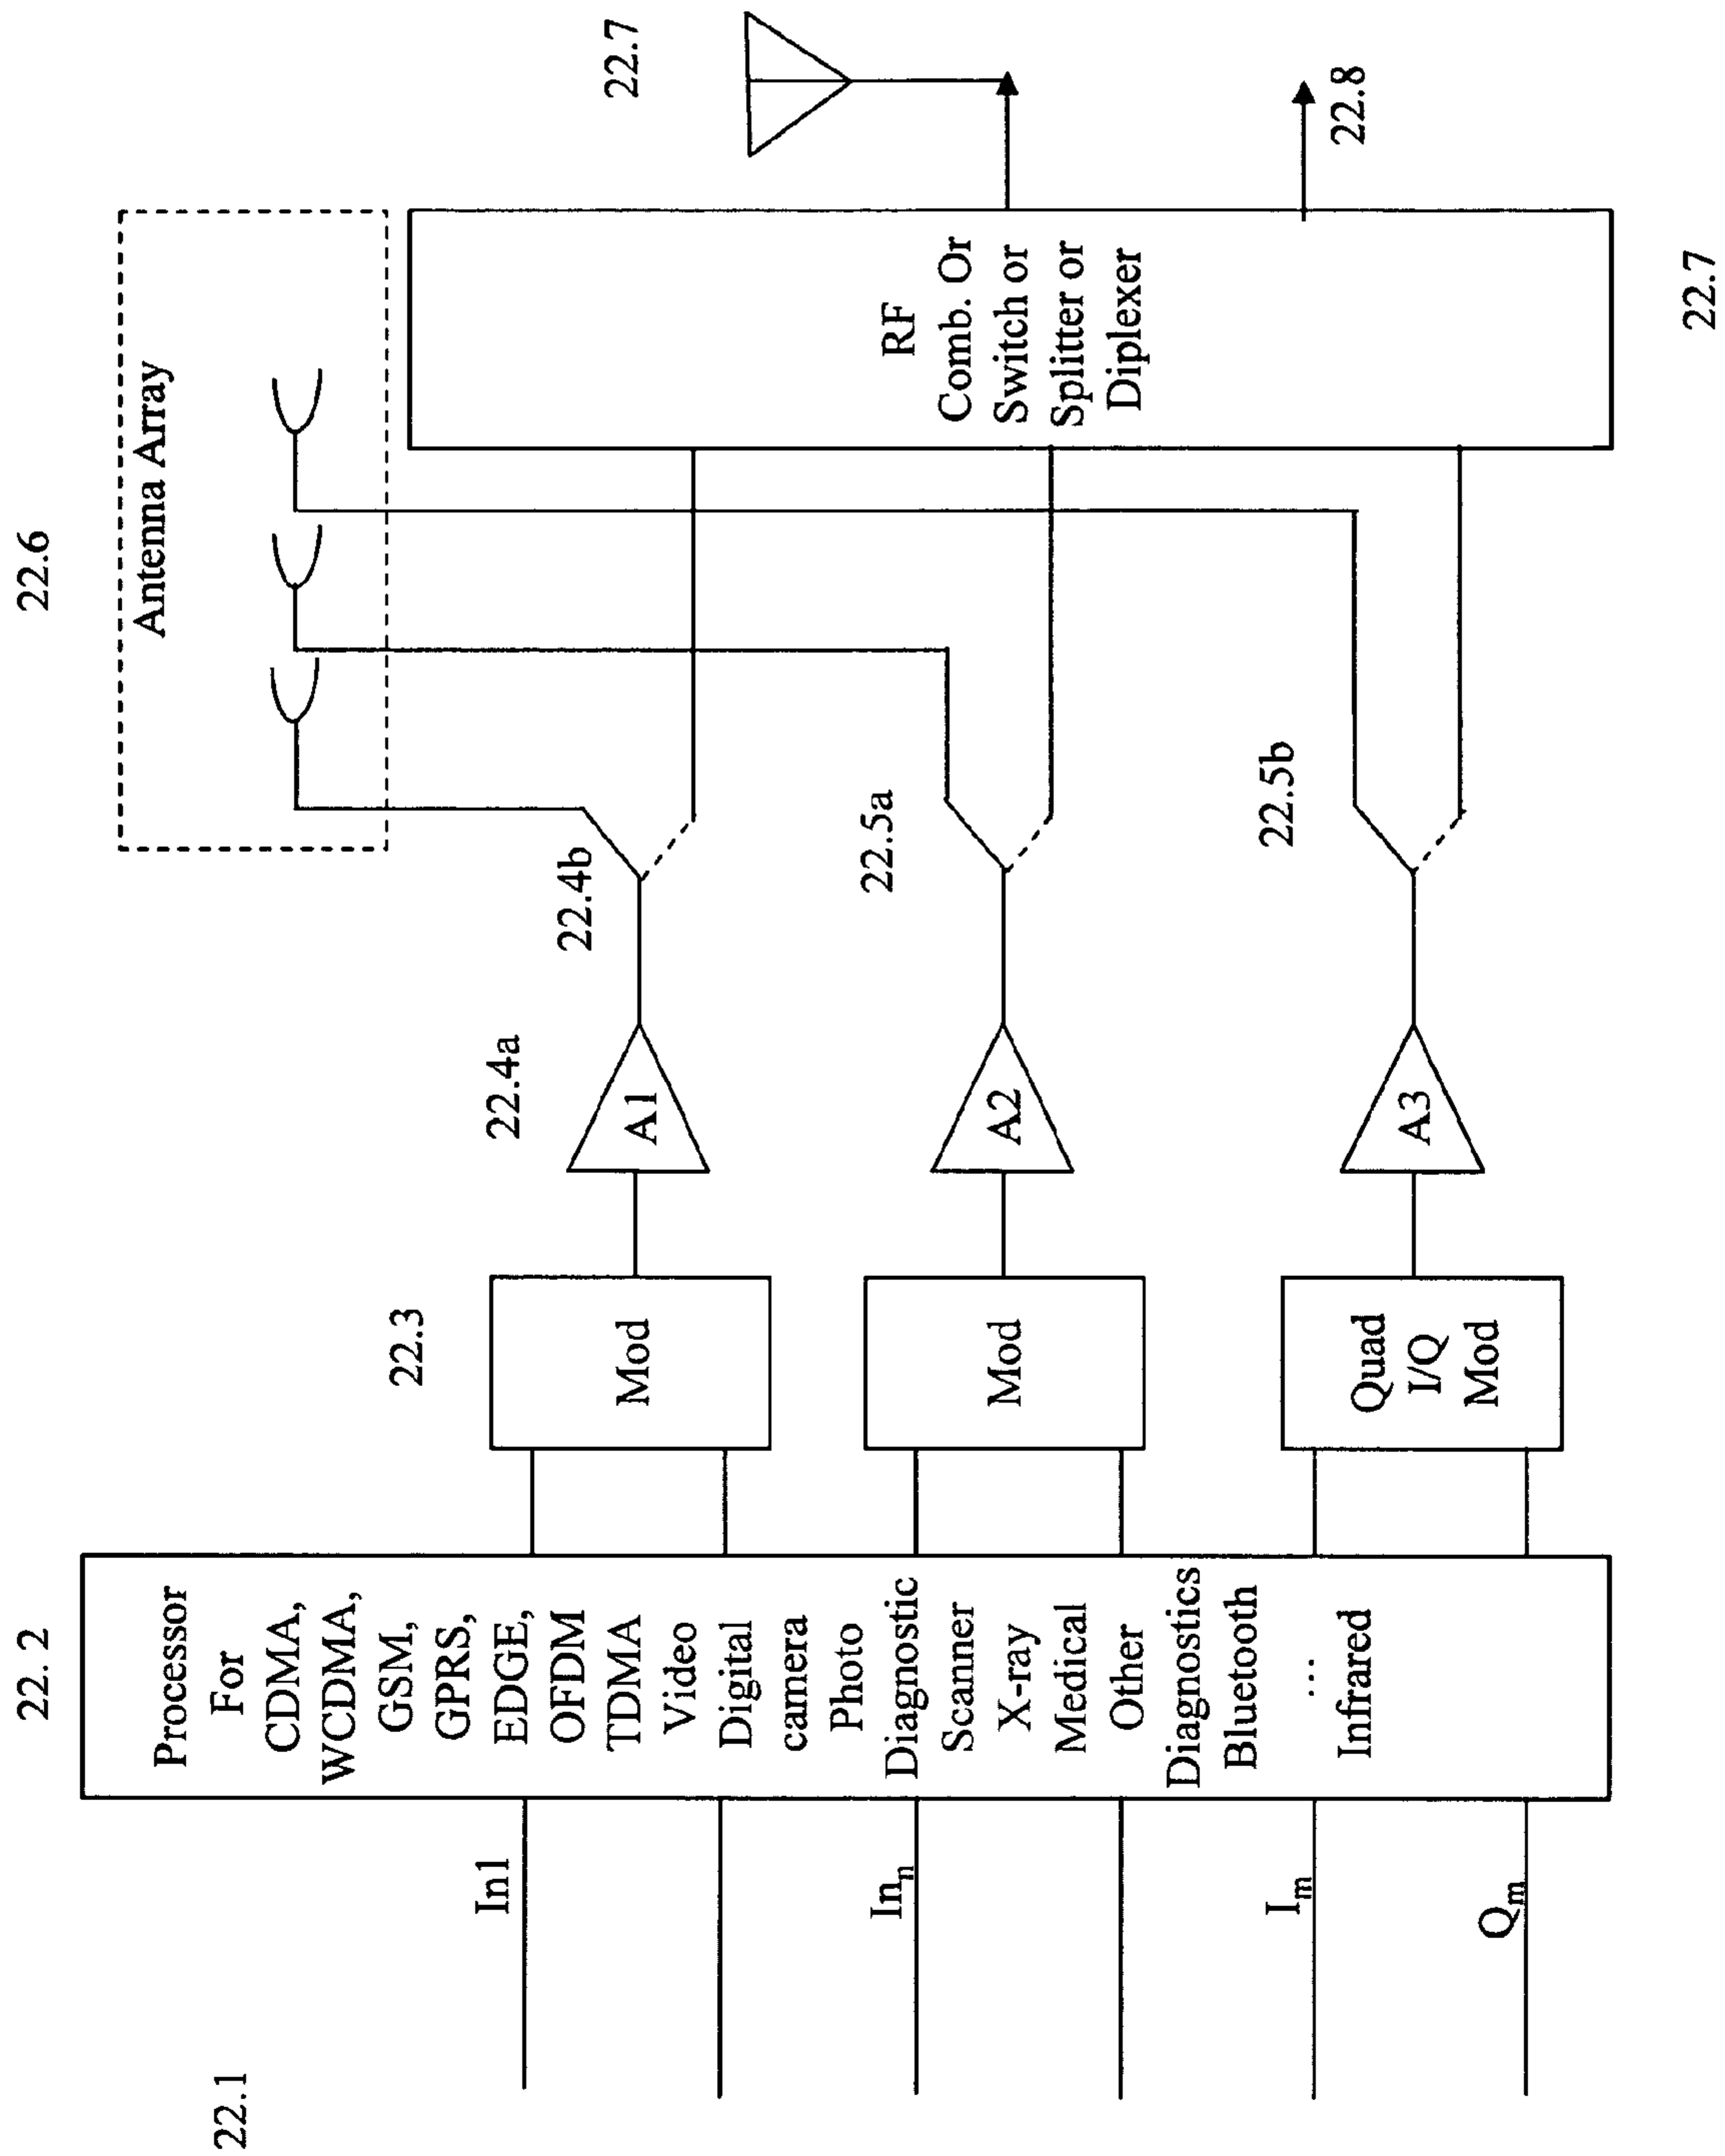 22.1
In1
In_n
I_m
Q_m
22. 2
Processor
For
CDMA,
WCDMA,
GSM,
GPRS,
EDGE,
OFDM
TDMA
Video
Digital
camera
Photo
Diagnostic
Scanner
X-ray
Medical
Other
Diagnostics
Bluetooth
...
Infrared
22.3
Mod
Mod
Quad
I/Q
Mod
22.4a
A1
A2
A3
22.4b
22.5a
22.5b
22.6
Antenna Array
RF
Comb. Or
Switch or
Splitter or
Diplexer
22.7
22.7
22.8